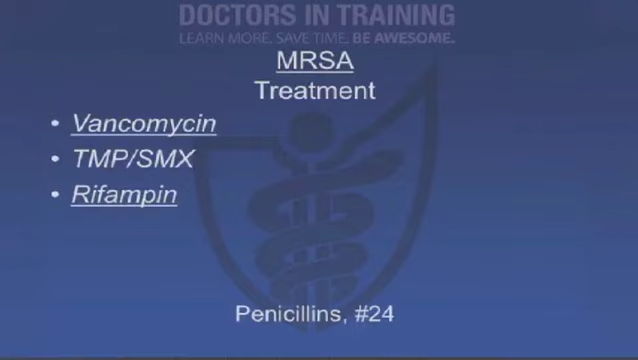 DOCTORS IN TRAINING
LEARN MORE. SAVE TIME. BE AWESOME.
MRSA
Treatment
• Vancomycin
• TMP/SMX
• Rifampin
Penicillins, #24